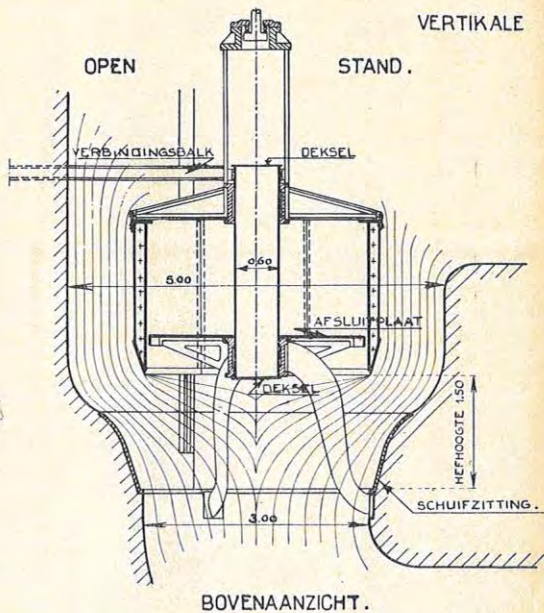 VERTIKALE
OPEN STAND.
VERBINDINGSBALK
DEKSEL
0.60
5.00
AFSLUITPLAAT
DEKSEL
HEFHOOGTE 1.50
SCHUIFZITTING.
3.00
BOVENAANZICHT.